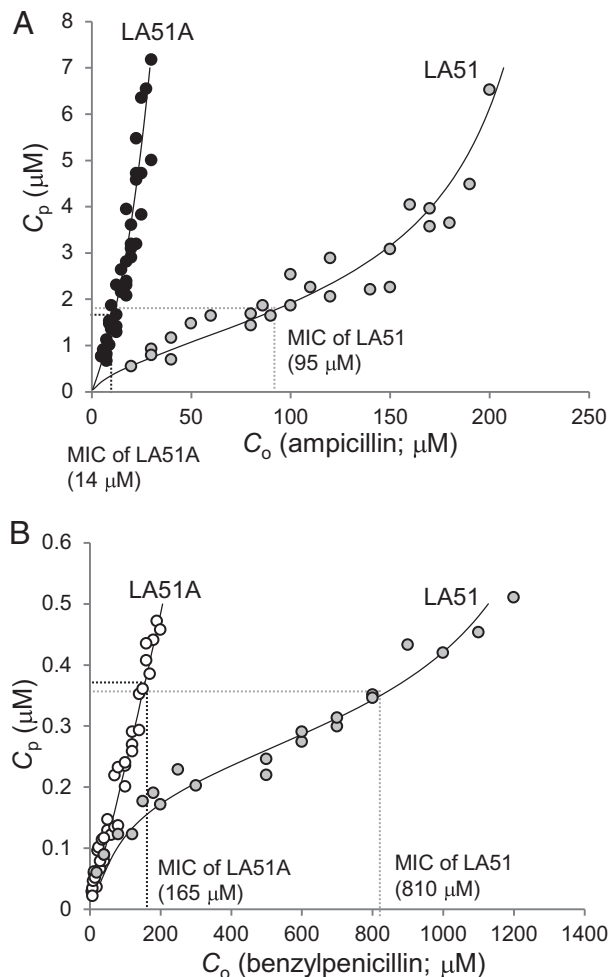 A
LA51A
LA51
8
7
6
5
4
3
2
1
0
Cp (μM)
MIC of LA51
(95 μM)
0 50 100 150 200 250
MIC of LA51A
(14 μM)
Co (ampicillin; μM)
B
0.6
0.5
0.4
0.3
0.2
0.1
0
Cp (μM)
LA51A
LA51
MIC of LA51A
(165 μM)
MIC of LA51
(810 μM)
0 200 400 600 800 1000 1200 1400
Co (benzylpenicillin; μM)